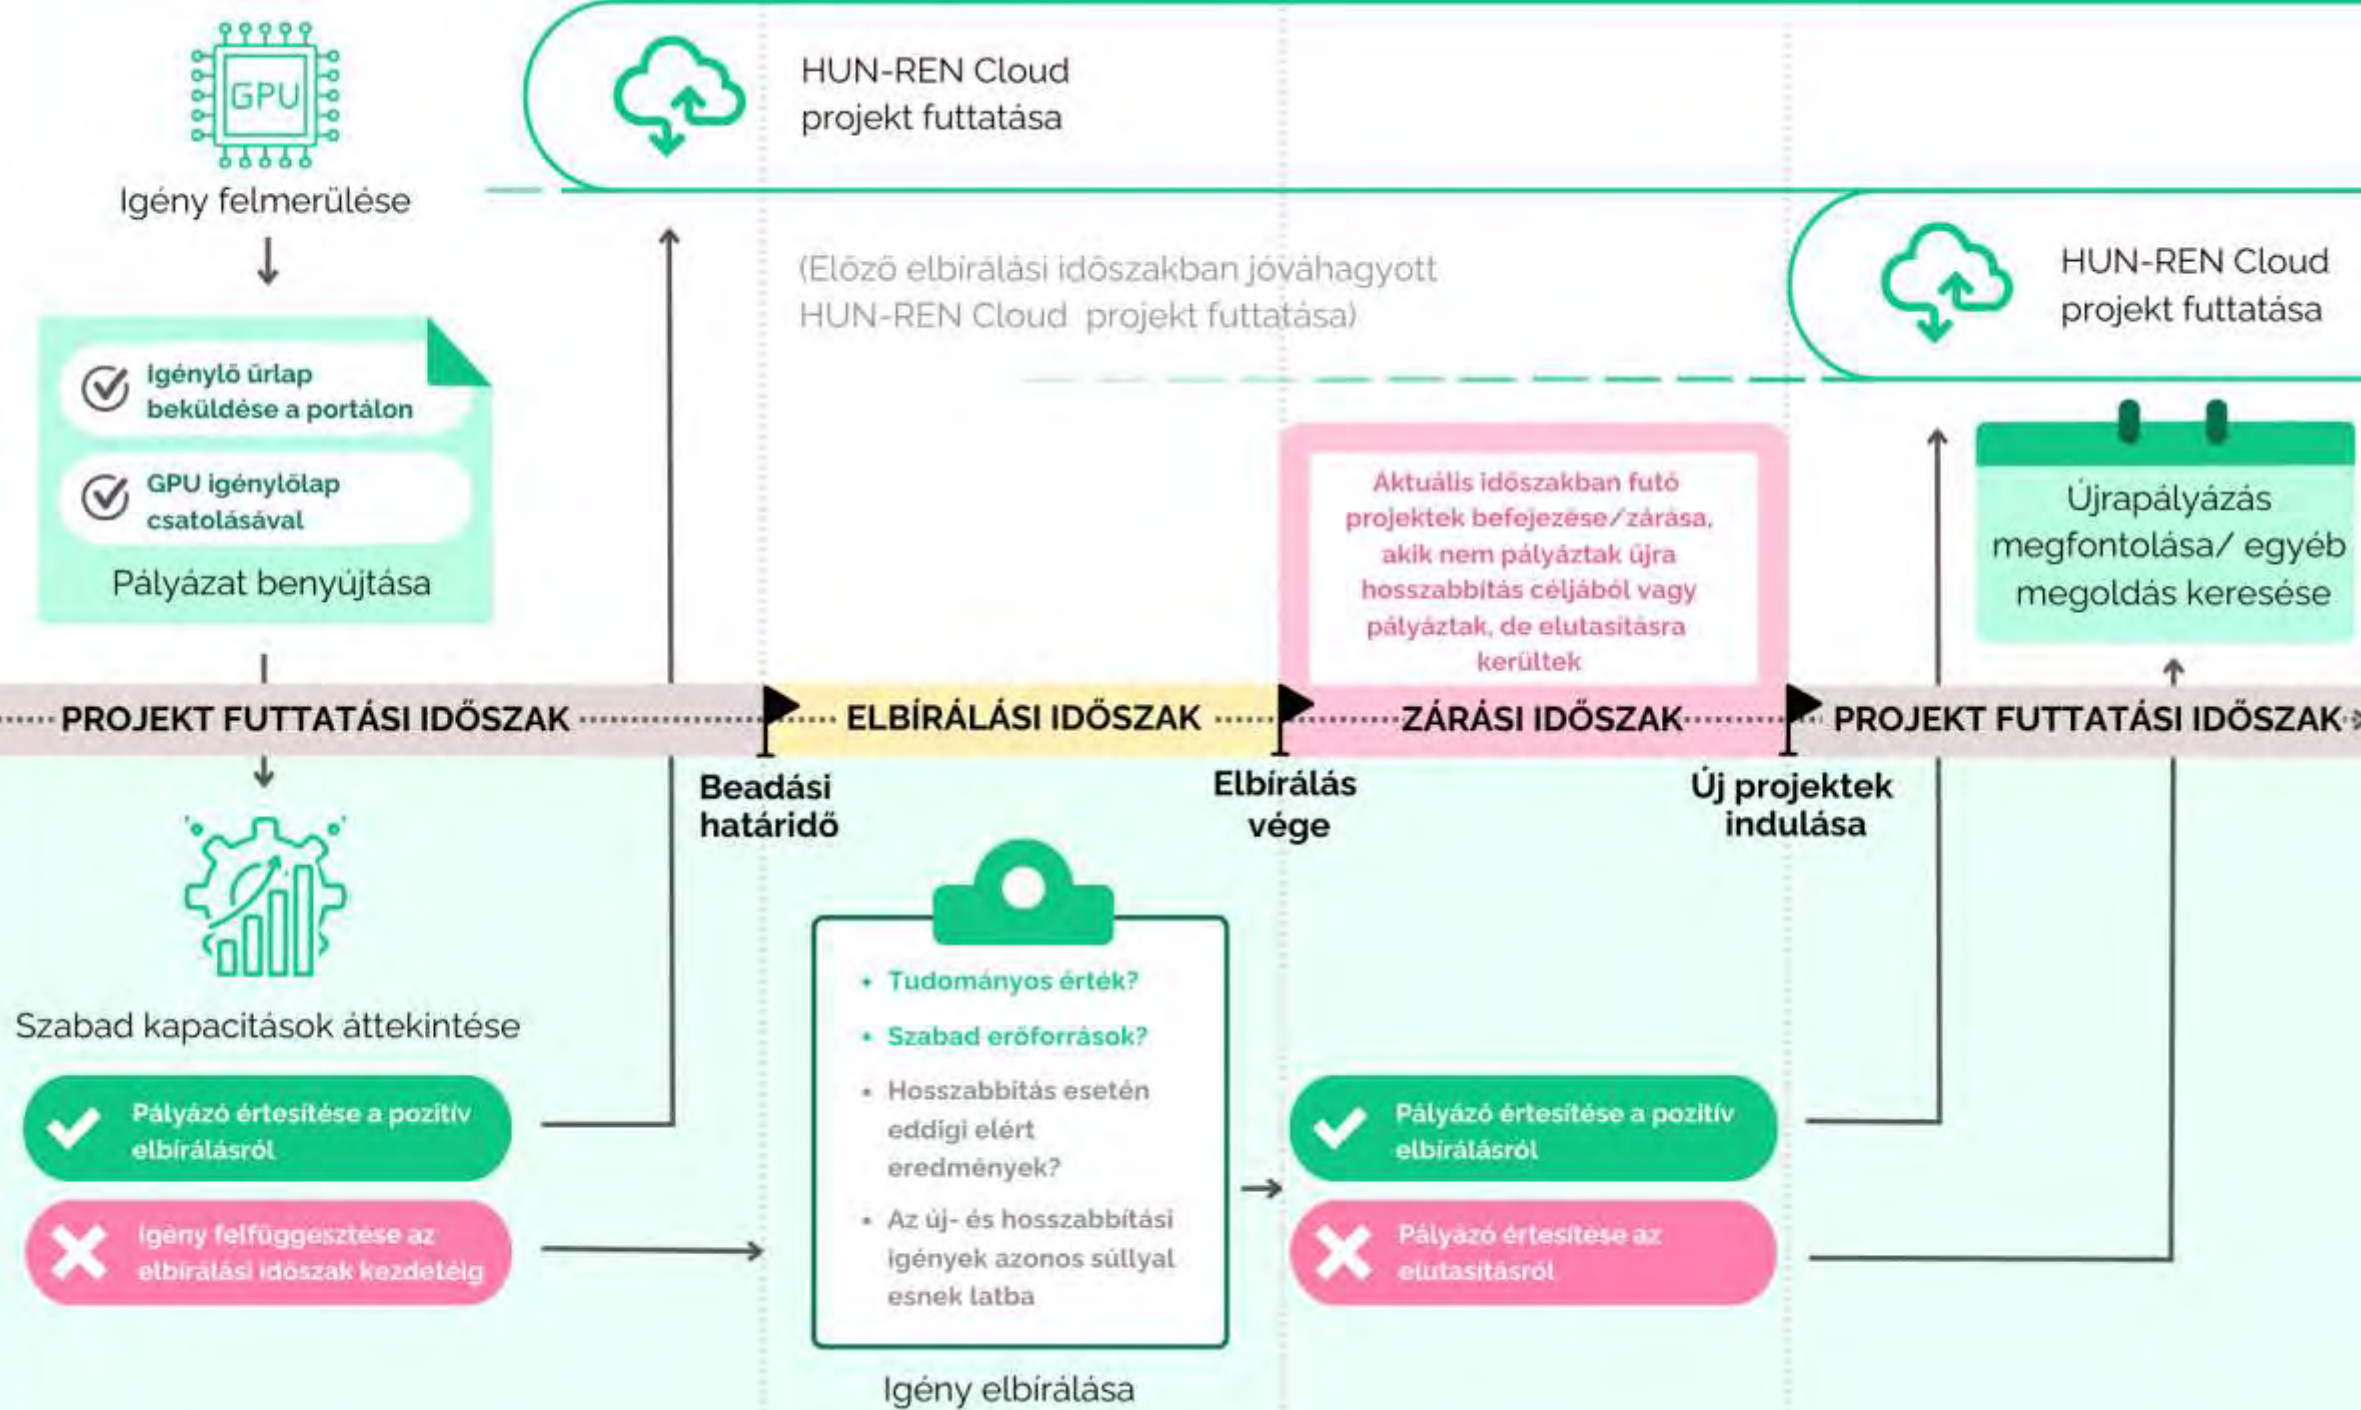 GPU
Igény felmerülése
Igénylő űrlap
beküldése a portálon
GPU igénylőlap
csatolásával
Pályázat benyújtása
HUN-REN Cloud
projekt futtatása
(Előző elbírálási időszakban jóváhagyott
HUN-REN Cloud projekt futtatása)
HUN-REN Cloud
projekt futtatása
Aktuális időszakban futó
projektek befejezése/zárása,
akik nem pályáztak újra
hosszabbítás céljából vagy
pályáztak, de elutasításra
kerültek
Újrapályázás
megfontolása/ egyéb
megoldás keresése
PROJEKT FUTTATÁSI IDŐSZAK
ELBÍRÁLÁSI IDŐSZAK
ZÁRÁSI IDŐSZAK
PROJEKT FUTTATÁSI IDŐSZAK
Beadási
határidő
Elbírálás
vége
Új projektek
indulása
Szabad kapacitások áttekintése
Pályázó értesítése a pozitív
elbírálásról
Igény felfüggesztése az
elbírálási időszak kezdetéig
• Tudományos érték?
• Szabad erőforrások?
• Hosszabbítás esetén
eddigi elért
eredmények?
• Az új- és hosszabbítási
igények azonos súllyal
esnek latba
Igény elbírálása
Pályázó értesítése a pozitív
elbírálásról
Pályázó értesítése az
elutasításról